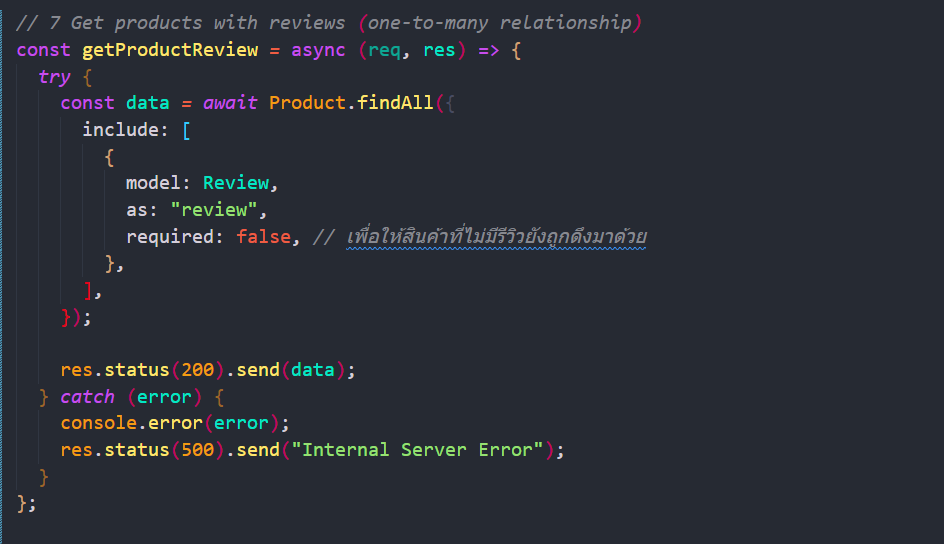 // 7 Get products with reviews (one-to-many relationship)
const getProductReview = async (req, res) => {
  try {
    const data = await Product.findAll({
      include: [
        {
          model: Review,
          as: "review",
          required: false, // เพื่อให้สินค้าที่ไม่มีรีวิวยังถูกดึงมาด้วย
        },
      ],
    });

    res.status(200).send(data);
  } catch (error) {
    console.error(error);
    res.status(500).send("Internal Server Error");
  }
};